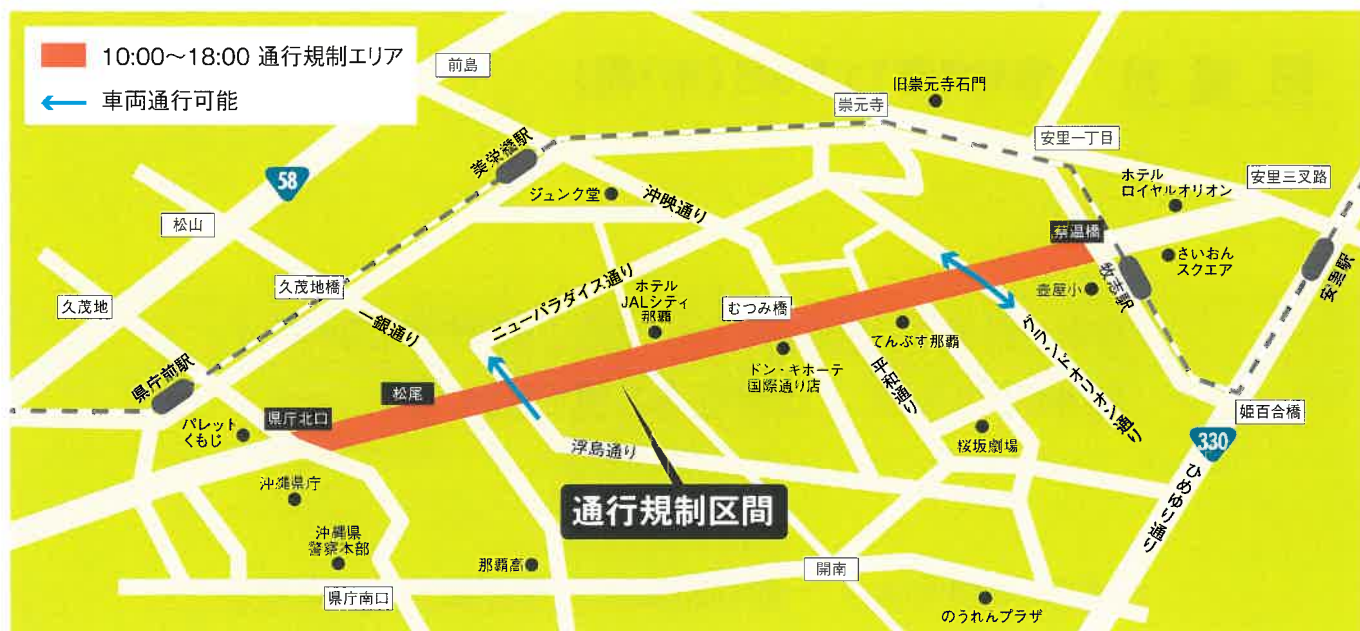 10:00〜18:00 通行規制エリア
車両通行可能
前島
旧崇元寺石門
崇元寺
安里一丁目
美栄橋駅
58
ジュンク堂
沖映通り
ホテル
ロイヤルオリオン
安里三叉路
松山
蔡温橋
さいおん
スクエア
久茂地橋
ニューパラダイス通り
ホテル
JALシティ
那覇
牧志駅
壺屋小
安里駅
久茂地
一銀通り
むつみ橋
てんぶす那覇
グランドオリオン通り
県庁前駅
松尾
ドン・キホーテ
国際通り店
平和通り
県庁北口
パレット
くもじ
姫百合橋
330
浮島通り
桜坂劇場
ひめゆり通り
沖縄県庁
通行規制区間
沖縄県
警察本部
那覇高
開南
県庁南口
のうれんプラザ